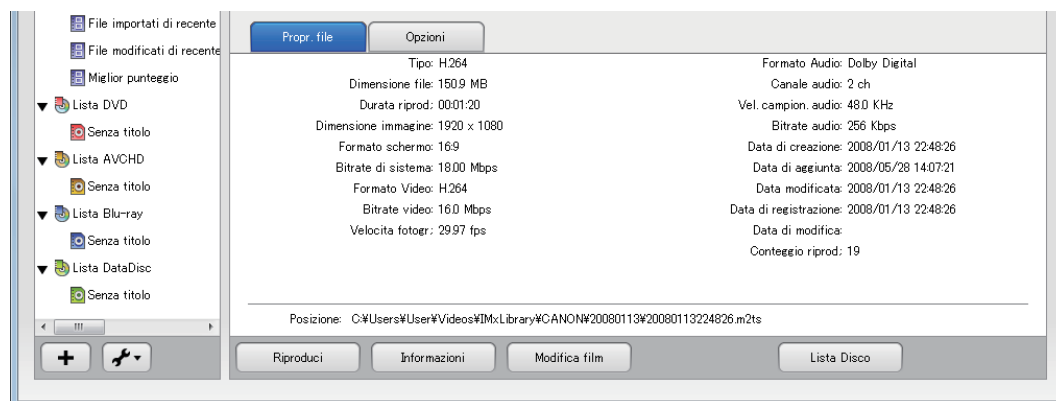 File importati di recente
File modificati di recente
Miglior punteggio
Lista DVD
Senza titolo
Lista AVCHD
Senza titolo
Lista Blu-ray
Senza titolo
Lista DataDisc
Senza titolo
Propr. file
Opzioni
Tipo: H.264
Dimensione file: 150.9 MB
Durata riprod.: 00:01:20
Dimensione immagine: 1920 x 1080
Formato schermo: 16:9
Bitrate di sistema: 18.00 Mbps
Formato Video: H.264
Bitrate video: 16.0 Mbps
Velocita fotogr.: 29.97 fps
Formato Audio: Dolby Digital
Canale audio: 2 ch
Vel. campion. audio: 48.0 KHz
Bitrate audio: 256 Kbps
Data di creazione: 2008/01/13 22:48:26
Data di aggiunta: 2008/05/28 14:07:21
Data modificata: 2008/01/13 22:48:26
Data di registrazione: 2008/01/13 22:48:26
Data di modifica:
Conteggio riprod.: 19
Posizione: C:¥Users¥User¥Videos¥IMxLibrary¥CANON¥20080113¥20080113224826.m2ts
Riproduci
Informazioni
Modifica film
Lista Disco